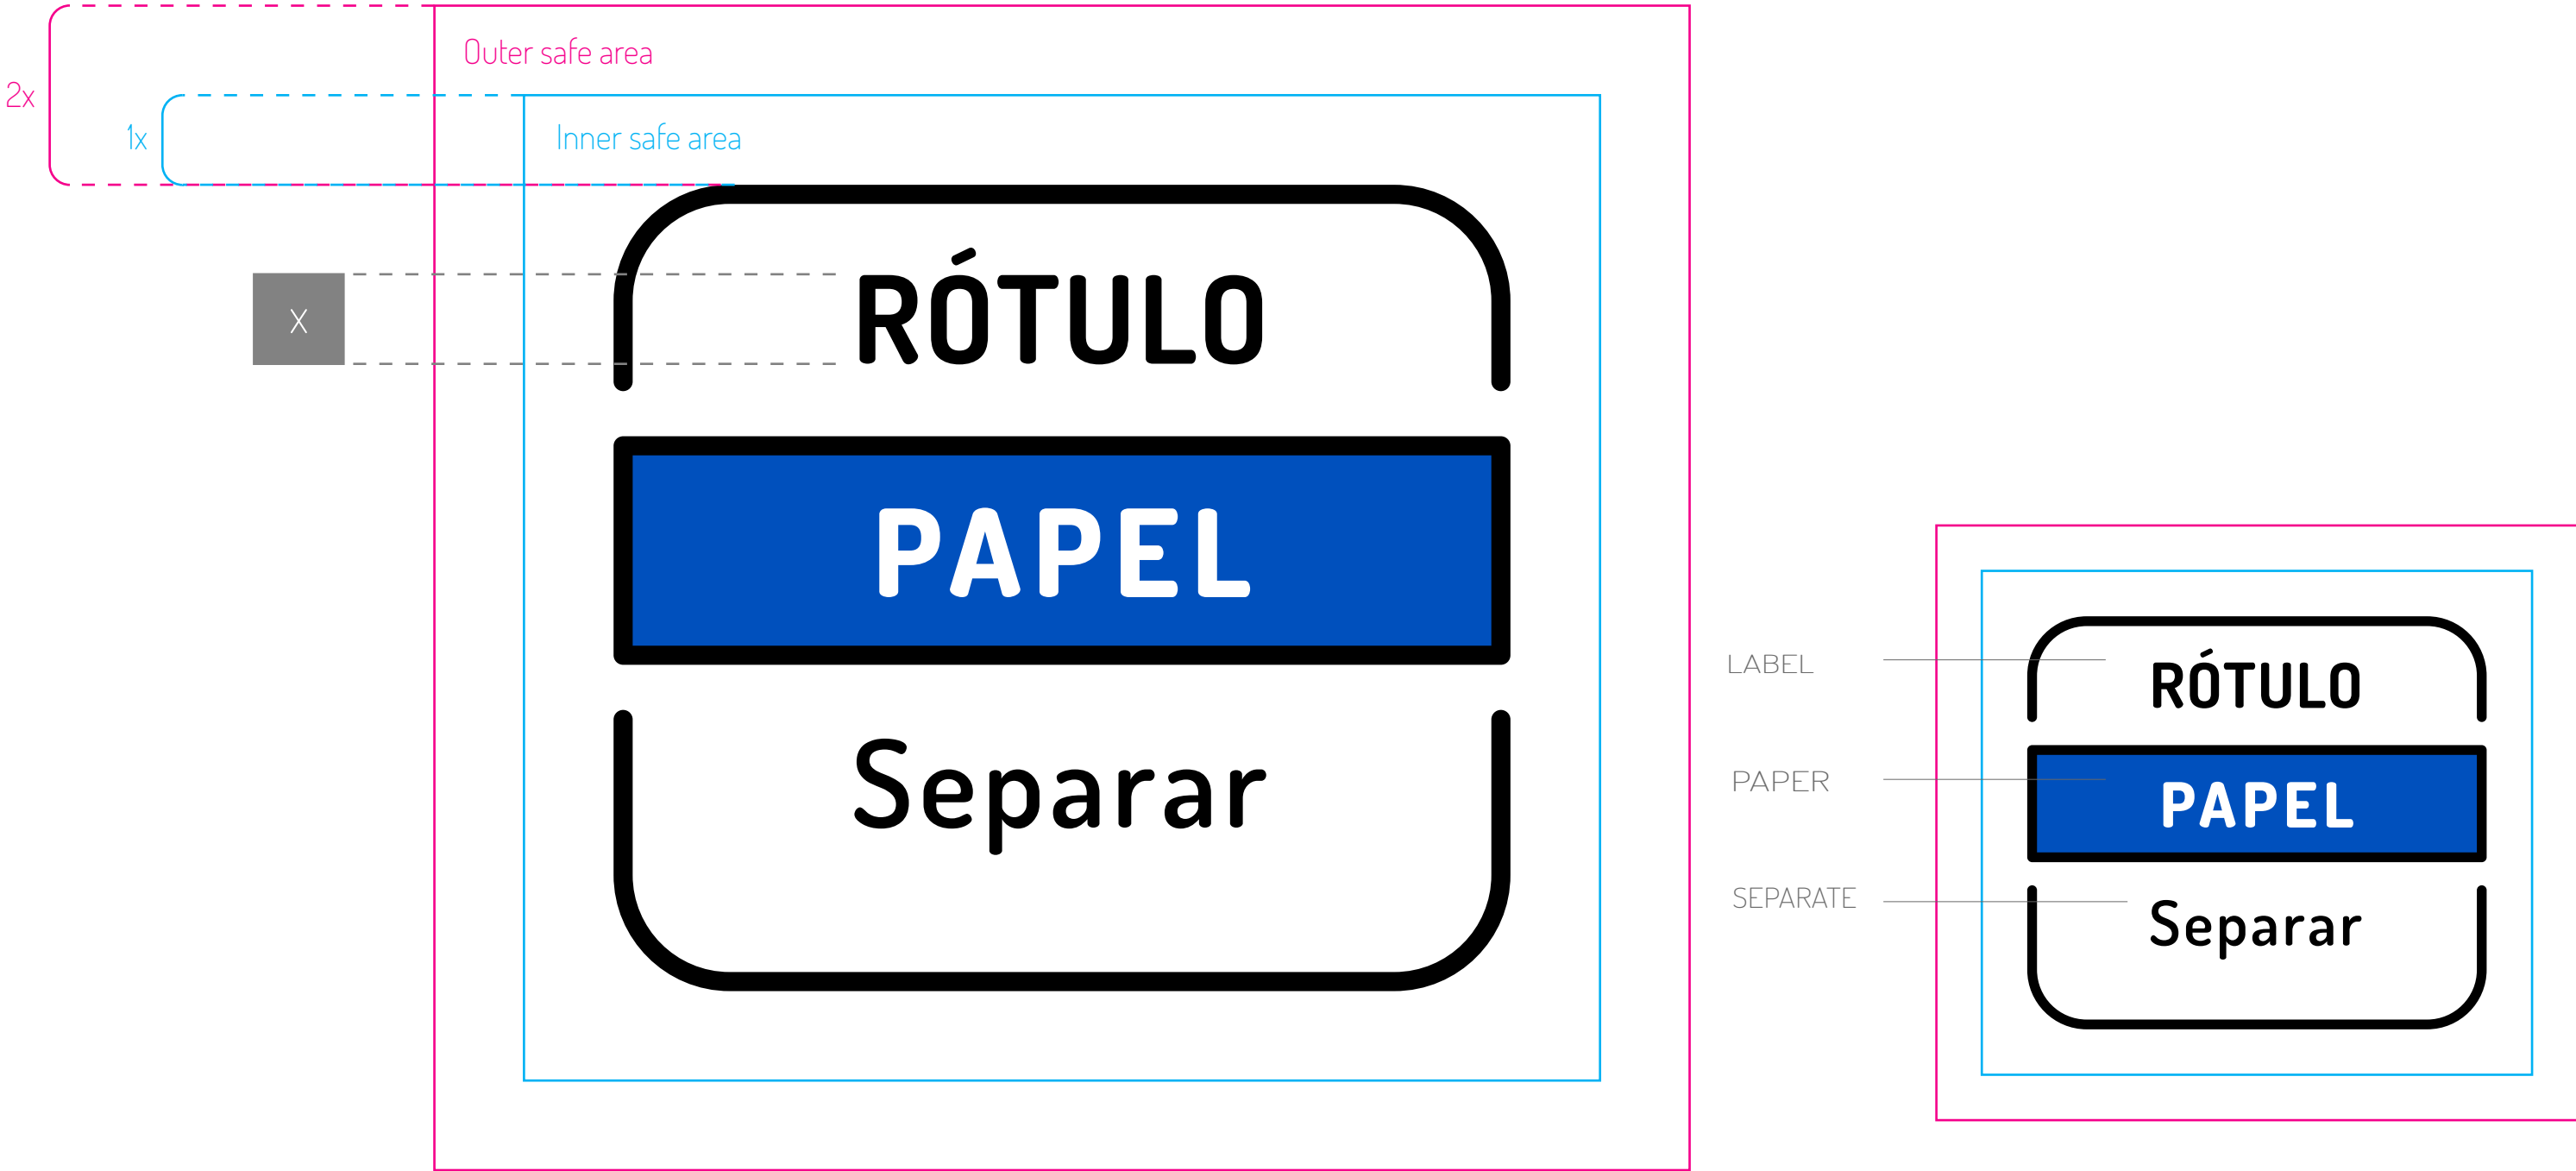 Outer safe area
2x
1x
Inner safe area
X
RÓTULO
PAPEL
Separar
LABEL
RÓTULO
PAPER
PAPEL
SEPARATE
Separar